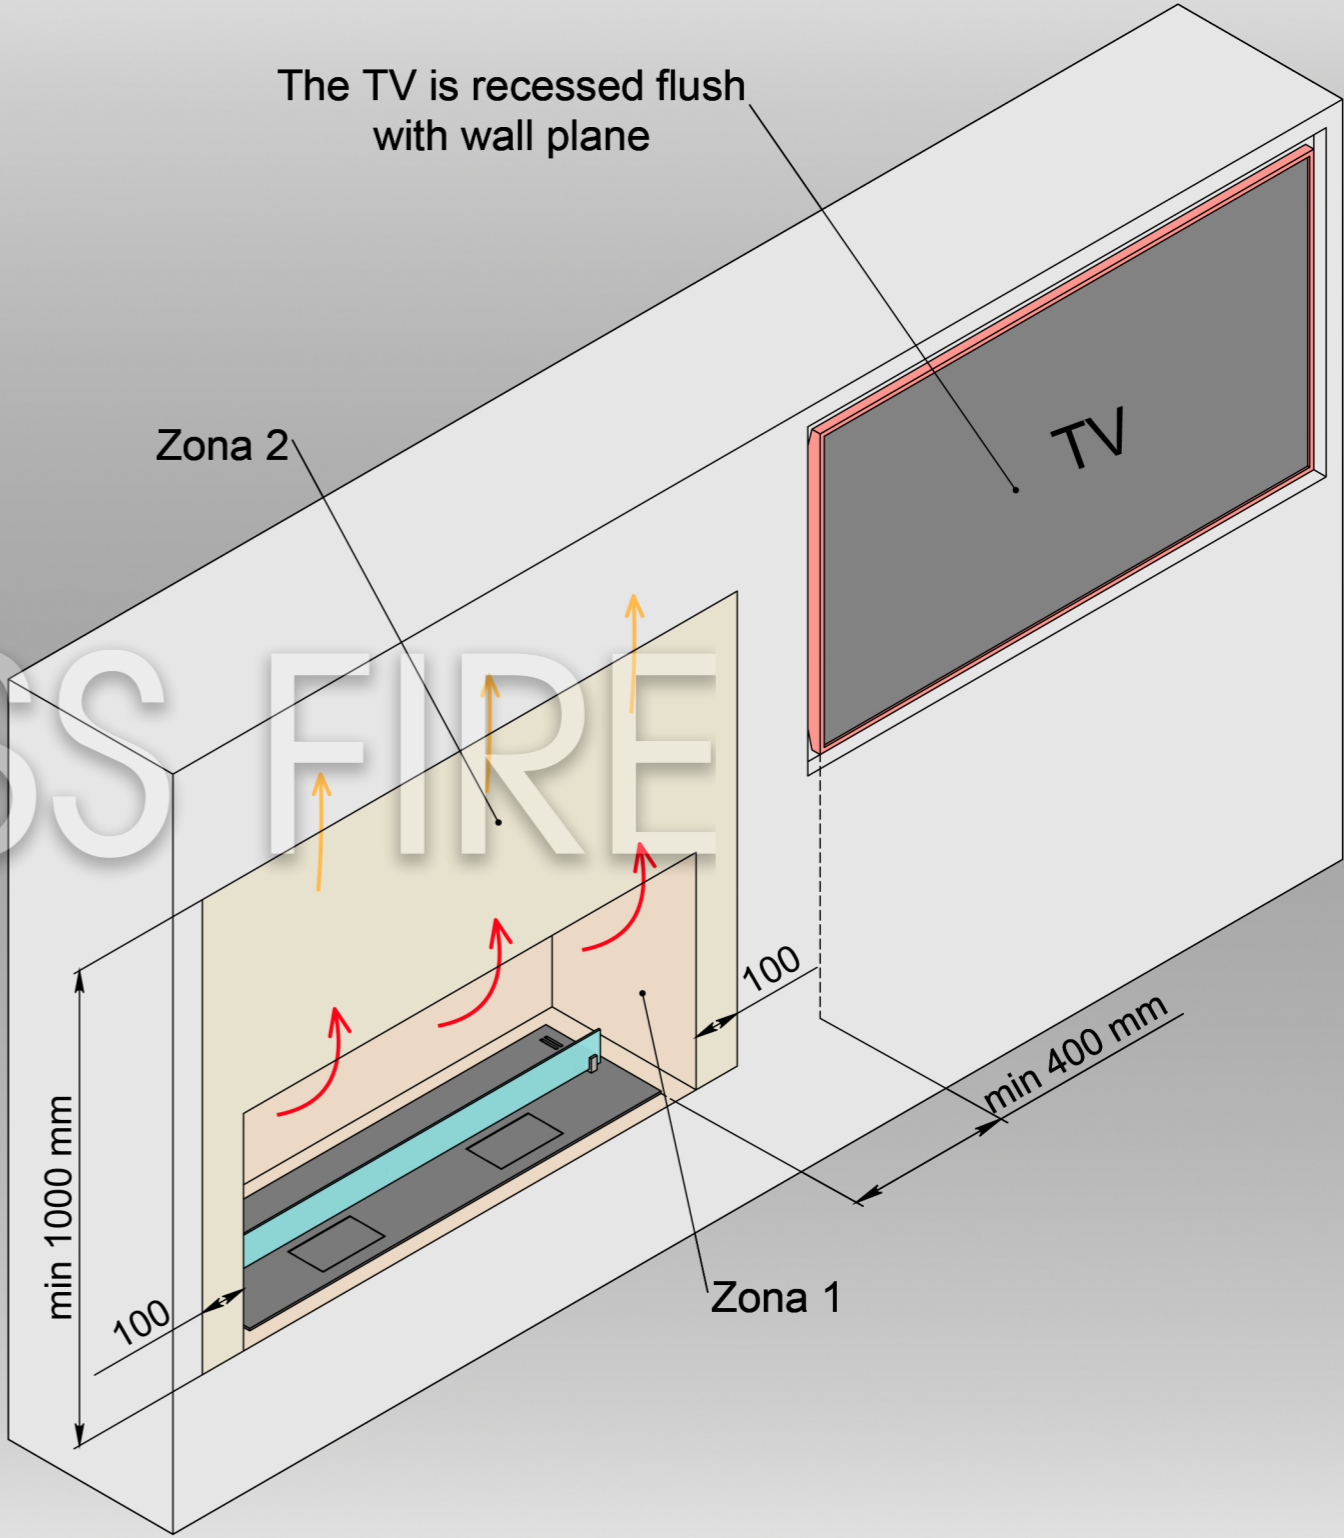 The TV is recessed flush
with wall plane
TV
Zona 2
SS FIRE
100
min 400 mm
min 1000 mm
100
Zona 1